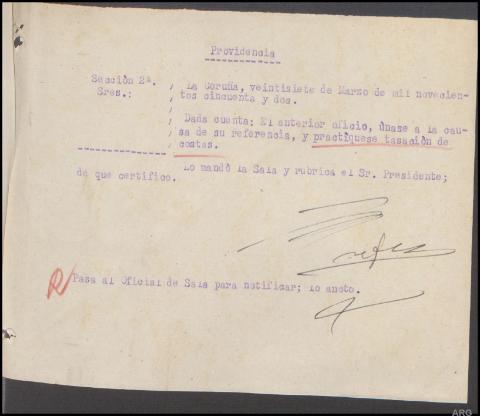 Providencia
Sección 2ª.
Sres.:
La Coruña, veintisiete de Marzo de mil novecien-
tos cincuenta y dos.
Dada cuenta: El anterior oficio, únase a la cau-
sa de su referencia, y practíquese tasación de
costas.
Lo mandó la Sala y rubrica el Sr. Presidente;
de que certifico.
Pasa al Oficial de Sala para notificar; lo anoto.
ARG